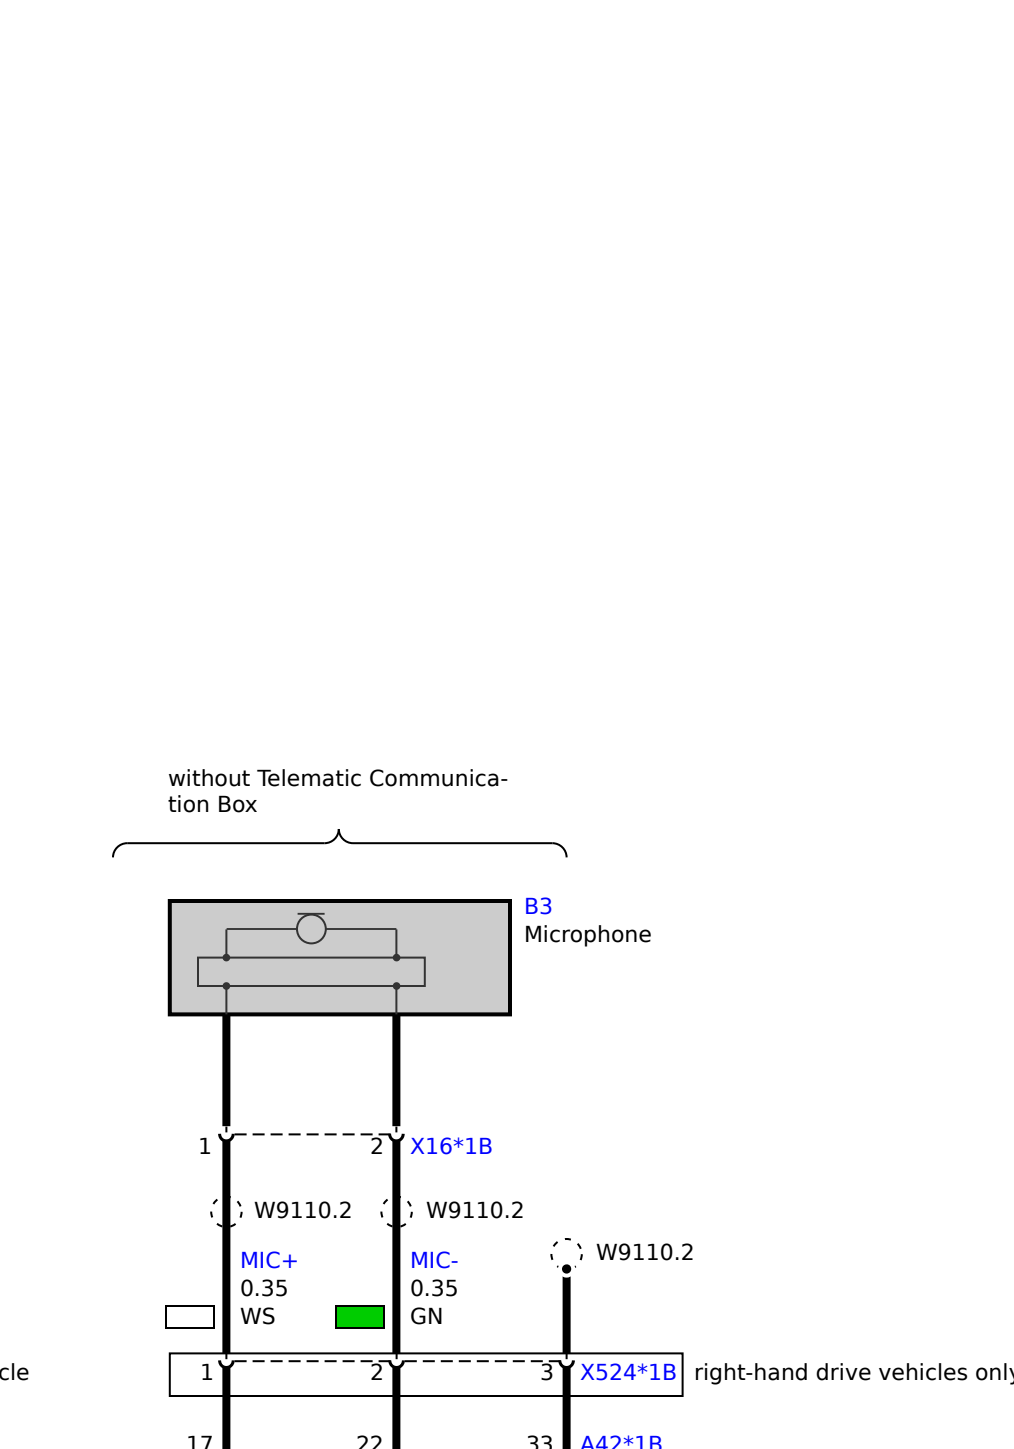 without Telematic Communica-
tion Box
B3
Microphone
1 2 X16*1B
W9110.2 W9110.2
W9110.2
MIC+ MIC-
0.35 0.35
WS GN
cle 1 2 3 X524*1B right-hand drive vehicles only
17 22 33 A42*1B